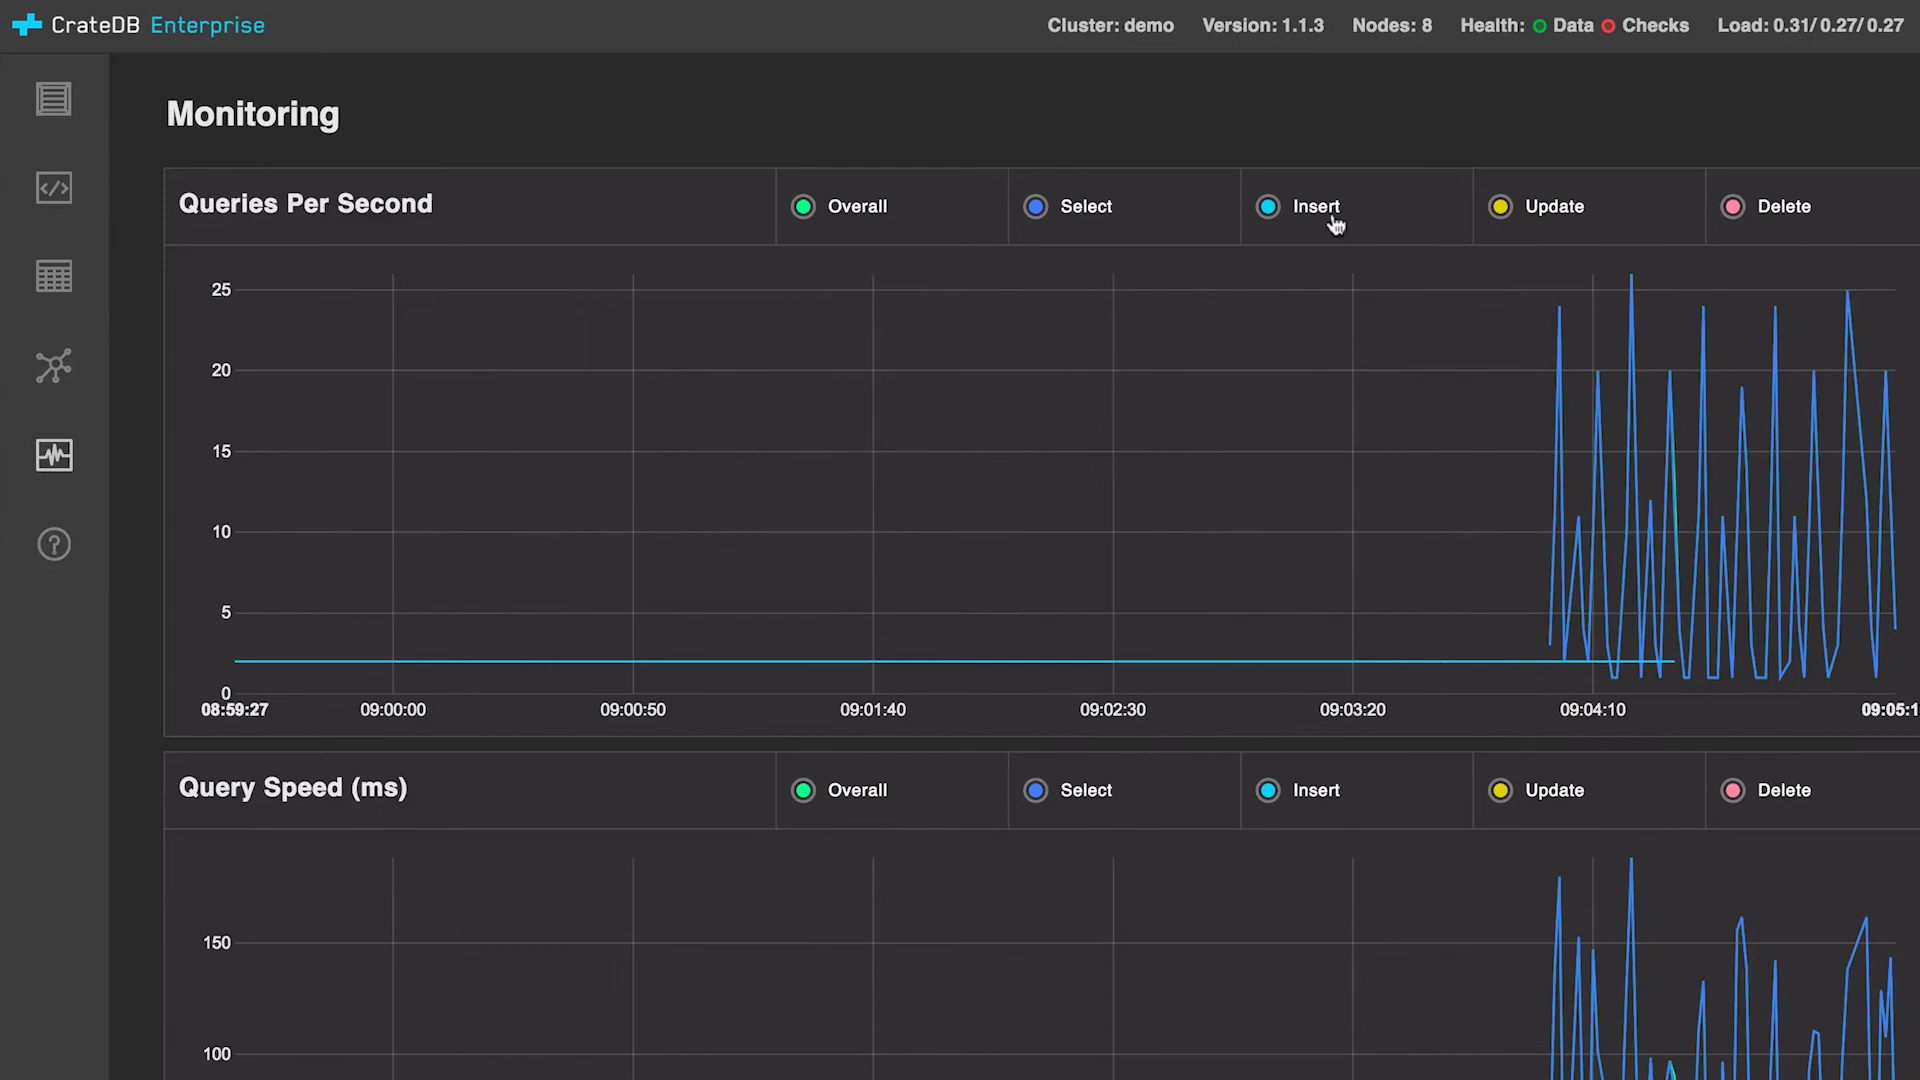 CrateDB Enterprise
Cluster: demo Version: 1.1.3 Nodes: 8 Health: Data Checks Load: 0.31/ 0.27/ 0.27
Monitoring
Queries Per Second Overall Select Insert Update Delete
25
20
15
10
5
0
08:59:27 09:00:00 09:00:50 09:01:40 09:02:30 09:03:20 09:04:10 09:05:1
Query Speed (ms) Overall Select Insert Update Delete
150
100